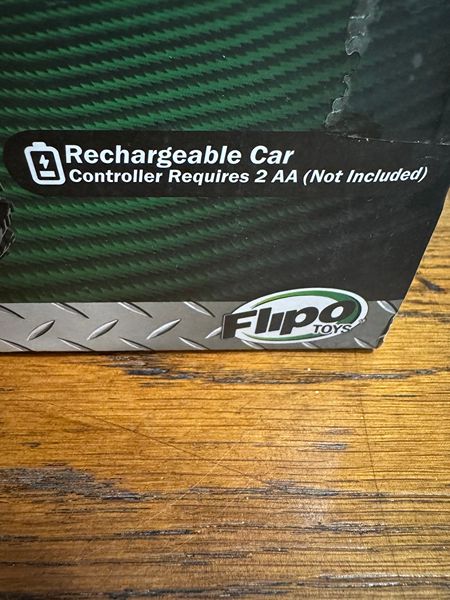 Rechargeable Car
Controller Requires 2 AA (Not Included)
Flipo
TOYS